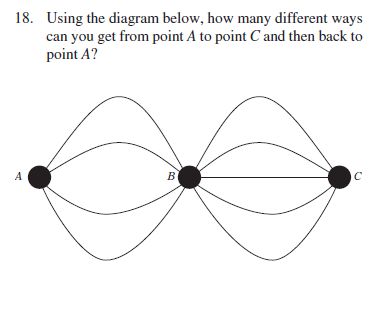 18. Using the diagram below, how many different ways
can you get from point A to point C and then back to
point A?
A
B
C